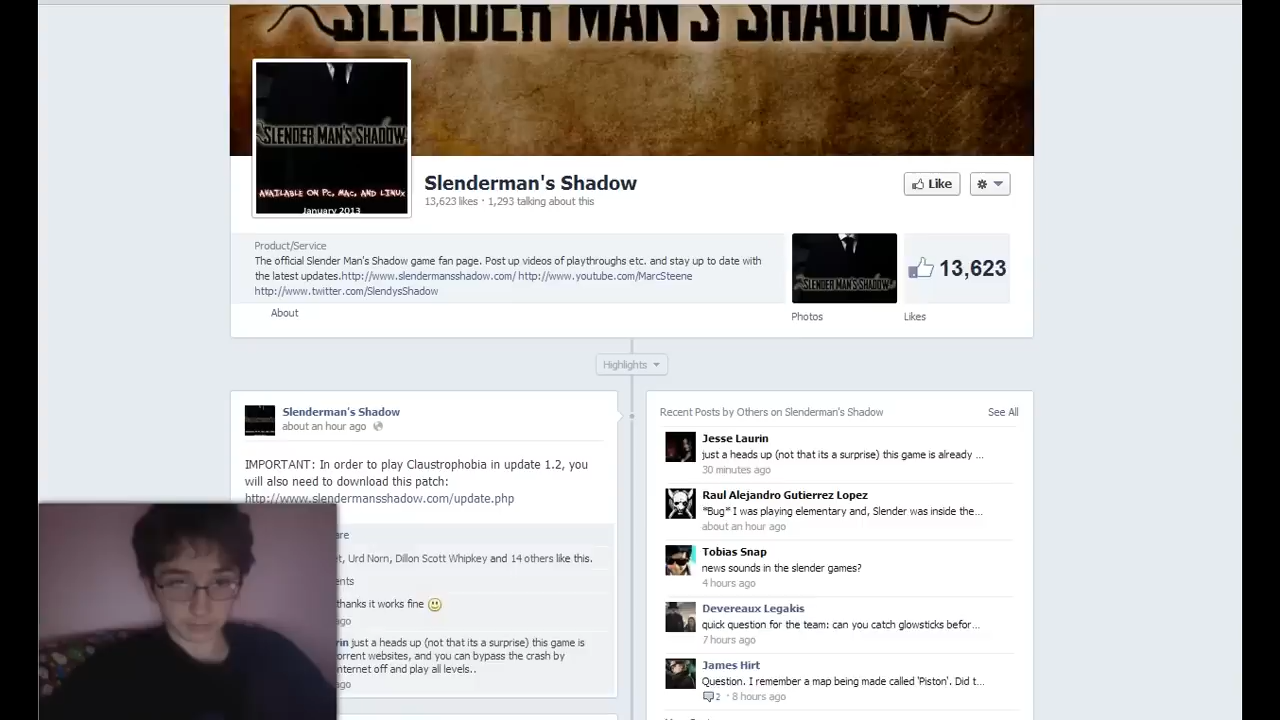 SLENDER MAN'S SHADOW
SLENDER MAN'S SHADOW
AVAILABLE ON PC, MAC, AND LINUX
January 2013
Slenderman's Shadow
13,623 likes · 1,293 talking about this
Like
Product/Service
The official Slender Man's Shadow game fan page. Post up videos of playthroughs etc. and stay up to date with
the latest updates.http://www.slendermansshadow.com/ http://www.youtube.com/MarcSteene
http://www.twitter.com/SlendysShadow
About
SLENDER MAN'S SHADOW
13,623
Photos
Likes
Highlights
Slenderman's Shadow
about an hour ago
IMPORTANT: In order to play Claustrophobia in update 1.2, you
will also need to download this patch:
http://www.slendermansshadow.com/update.php
are
t, Urd Norn, Dillon Scott Whipkey and 14 others like this.
ents
thanks it works fine
ago
rin just a heads up (not that its a surprise) this game is
orrent websites, and you can bypass the crash by
nternet off and play all levels..
ago
Recent Posts by Others on Slenderman's Shadow
See All
Jesse Laurin
just a heads up (not that its a surprise) this game is already ...
30 minutes ago
Raul Alejandro Gutierrez Lopez
*Bug* I was playing elementary and, Slender was inside the...
about an hour ago
Tobias Snap
news sounds in the slender games?
4 hours ago
Devereaux Legakis
quick question for the team: can you catch glowsticks befor...
7 hours ago
James Hirt
Question. I remember a map being made called 'Piston'. Did t...
2 · 8 hours ago